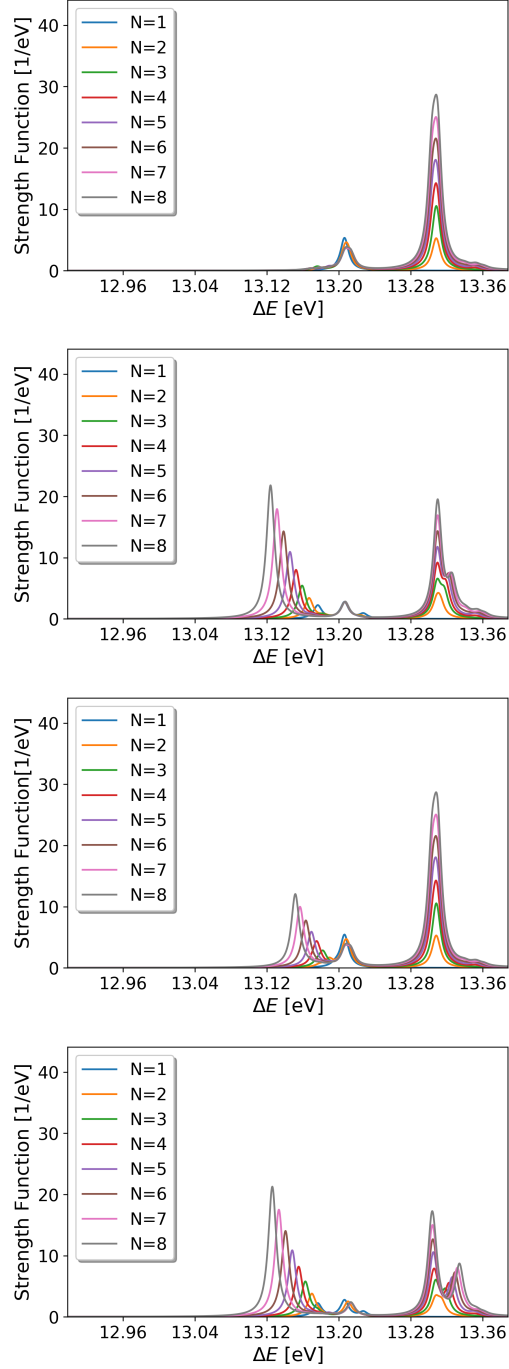 Strength Function [1/eV]
40
30
20
10
0
N=1
N=2
N=3
N=4
N=5
N=6
N=7
N=8
12.96 13.04 13.12 13.20 13.28 13.36
ΔE [eV]
Strength Function [1/eV]
40
30
20
10
0
N=1
N=2
N=3
N=4
N=5
N=6
N=7
N=8
12.96 13.04 13.12 13.20 13.28 13.36
ΔE [eV]
Strength Function[1/eV]
40
30
20
10
0
N=1
N=2
N=3
N=4
N=5
N=6
N=7
N=8
12.96 13.04 13.12 13.20 13.28 13.36
ΔE [eV]
Strength Function [1/eV]
40
30
20
10
0
N=1
N=2
N=3
N=4
N=5
N=6
N=7
N=8
12.96 13.04 13.12 13.20 13.28 13.36
ΔE [eV]